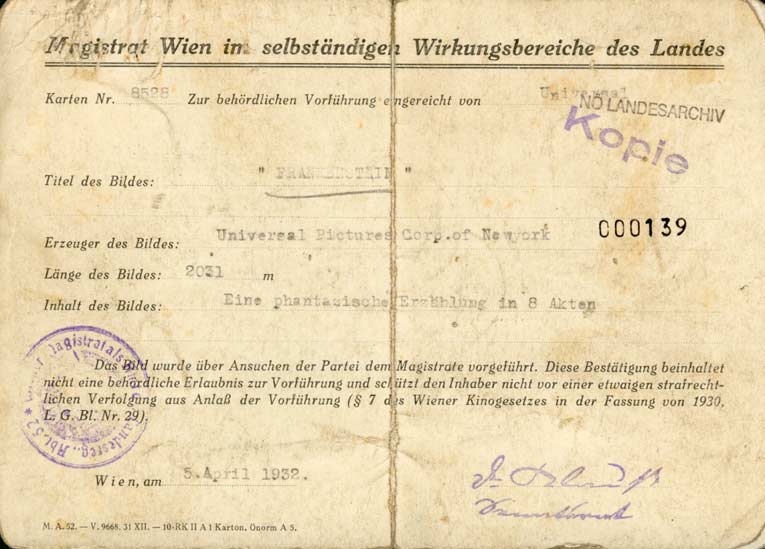 Magistrat Wien im selbständigen Wirkungsbereiche des Landes
Karten Nr. 8528 Zur behördlichen Vorführung eingereicht von Universal
NÖ LANDESARCHIV
Kopie
Titel des Bildes: "FRANKENSTEIN"
000139
Erzeuger des Bildes: Universal Pictures Corp.of Newyork
Länge des Bildes: 2031 m
Inhalt des Bildes: Eine phantasische Erzählung in 8 Akten
Das Bild wurde über Ansuchen der Partei dem Magistrate vorgeführt. Diese Bestätigung beinhaltet
nicht eine behördliche Erlaubnis zur Vorführung und schützt den Inhaber nicht vor einer etwaigen strafrecht-
lichen Verfolgung aus Anlaß der Vorführung (§ 7 des Wiener Kinogesetzes in der Fassung von 1930,
L. G. Bl. Nr. 29).
Abt. 52
Wien, am 5.April 1932.
M. A. 52. — V. 9668. 31 XII. — 10-RK II A 1 Karton. Onorm A 5.